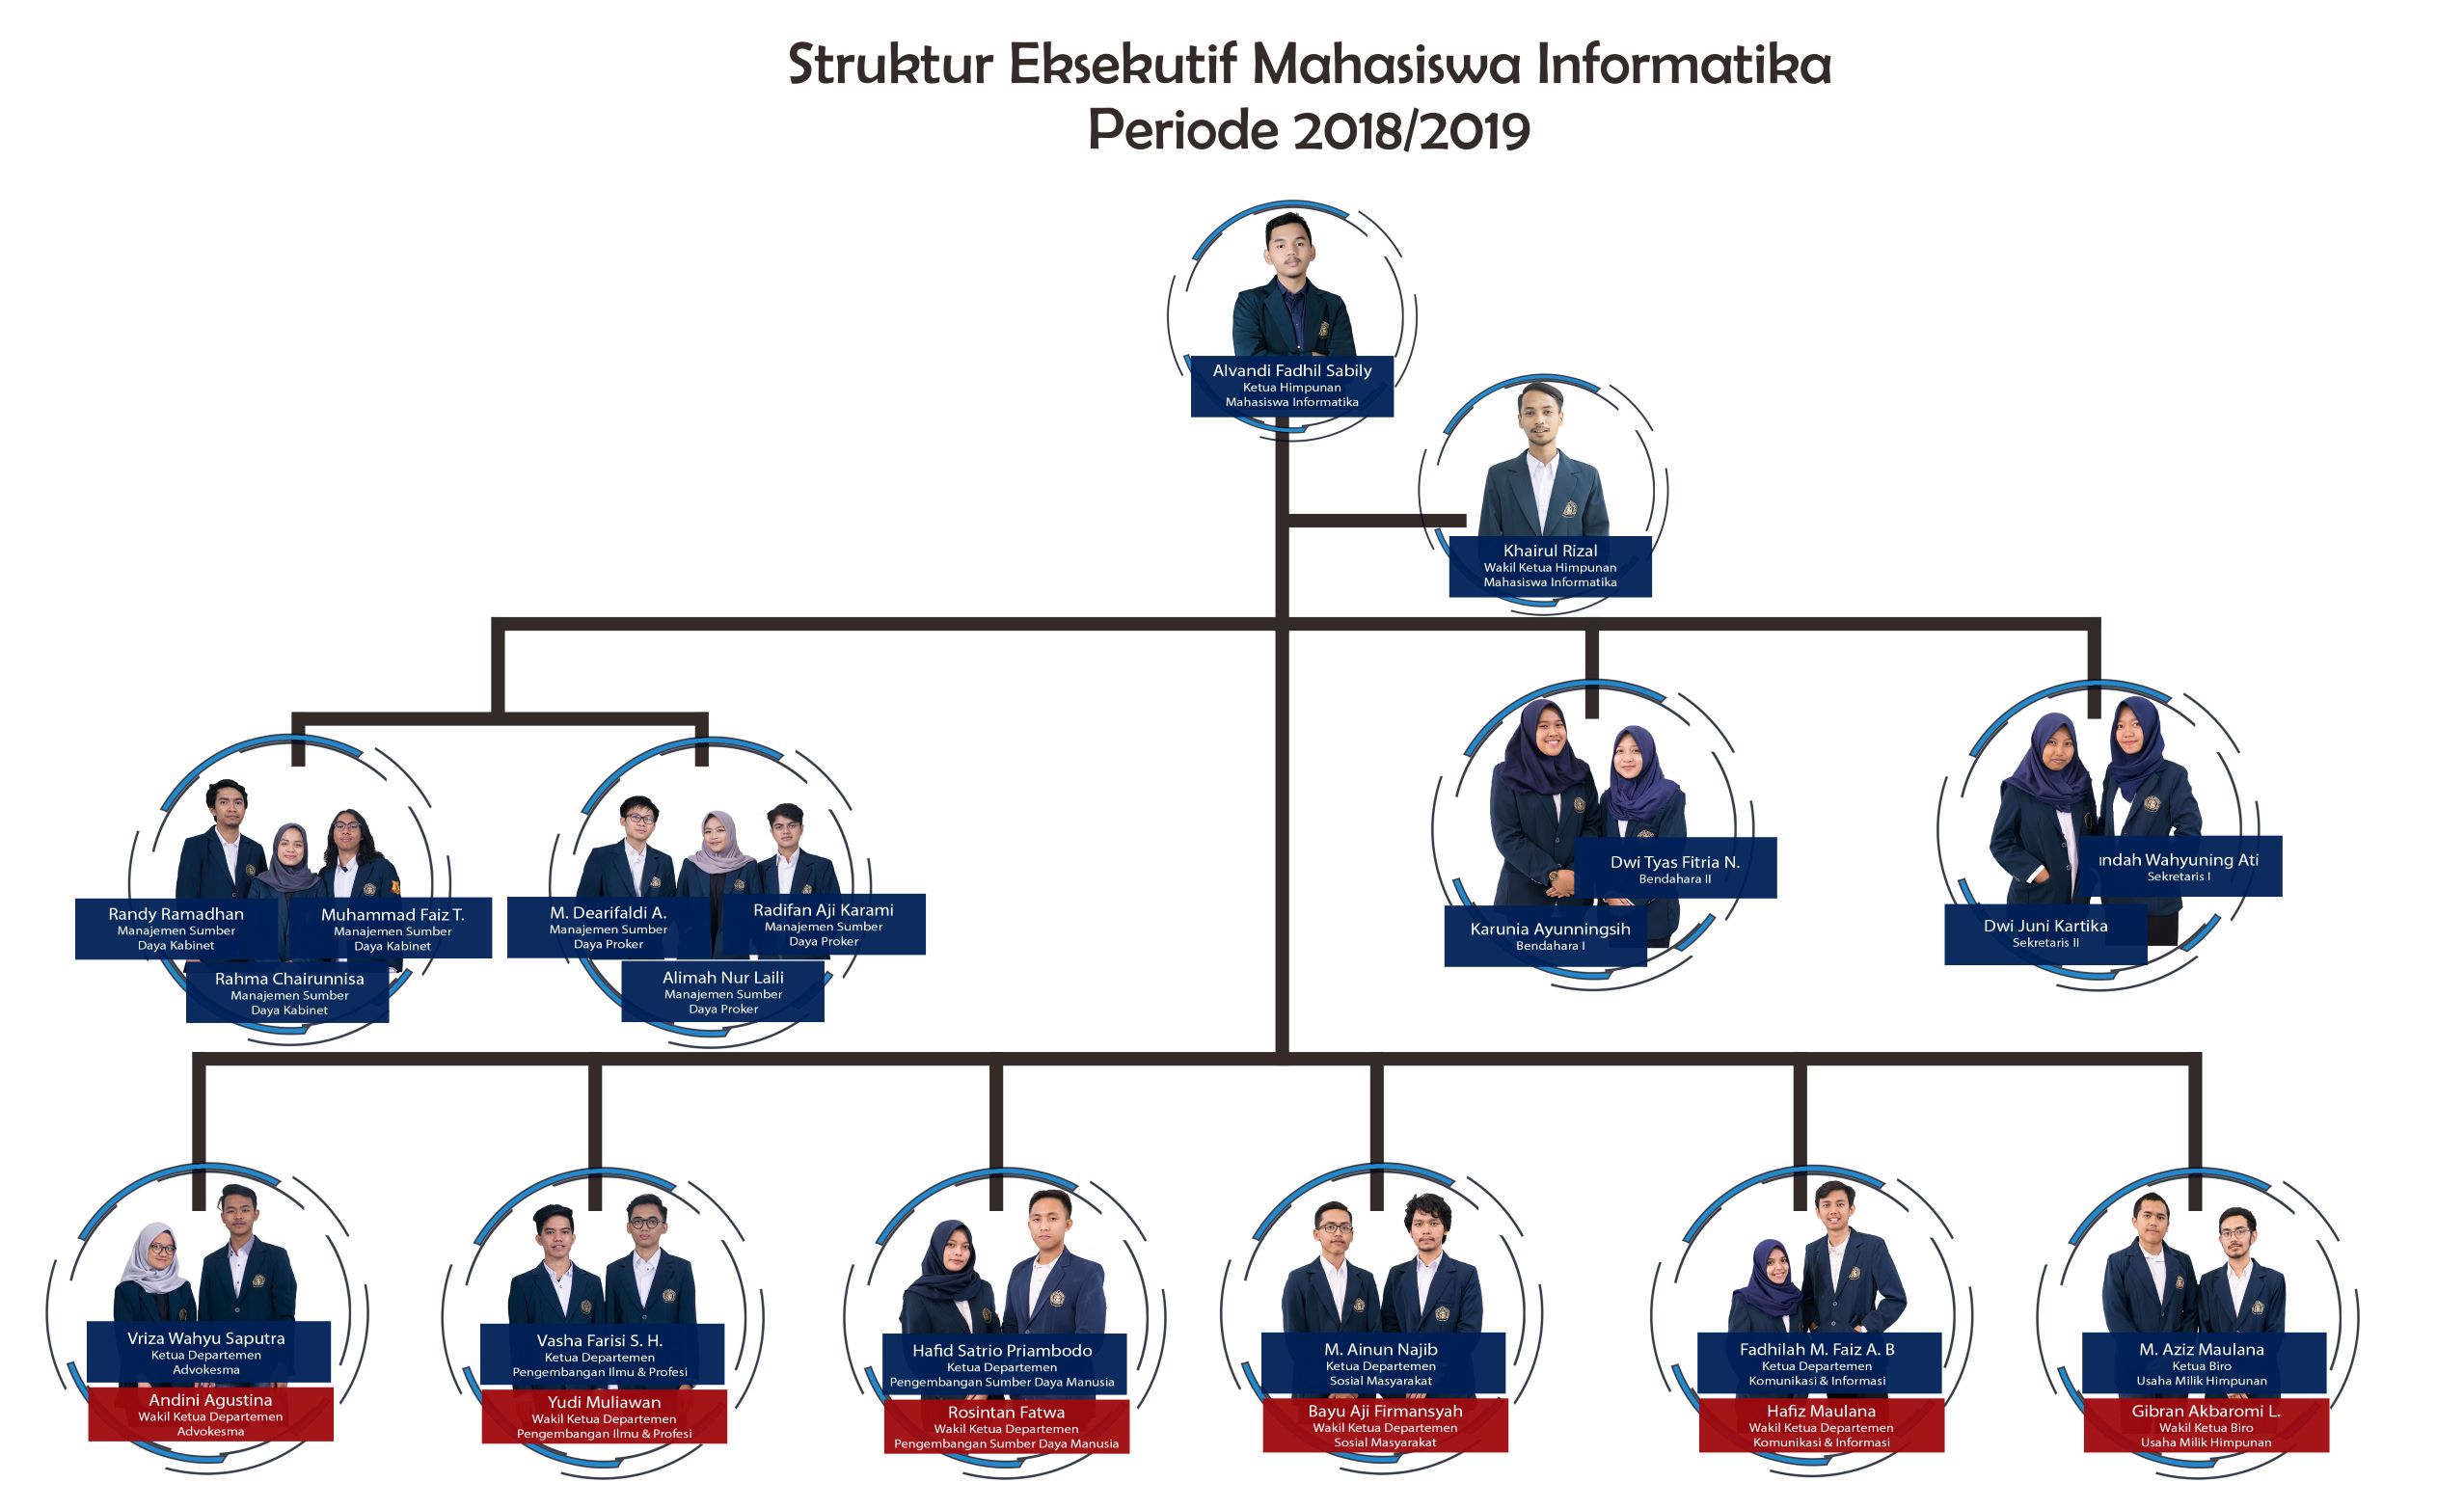 Struktur Eksekutif Mahasiswa Informatika
Periode 2018/2019
Alvandi Fadhil Sabily
Ketua Himpunan
Mahasiswa Informatika
Khairul Rizal
Wakil Ketua Himpunan
Mahasiswa Informatika
Randy Ramadhan
Manajemen Sumber
Daya Kabinet
Muhammad Faiz T.
Manajemen Sumber
Daya Kabinet
Rahma Chairunnisa
Manajemen Sumber
Daya Kabinet
M. Dearifaldi A.
Manajemen Sumber
Daya Proker
Radifan Aji Karami
Manajemen Sumber
Daya Proker
Alimah Nur Laili
Manajemen Sumber
Daya Proker
Dwi Tyas Fitria N.
Bendahara II
Karunia Ayunningsih
Bendahara I
Indah Wahyuning Ati
Sekretaris I
Dwi Juni Kartika
Sekretaris II
Vriza Wahyu Saputra
Ketua Departemen
Advokesma
Andini Agustina
Wakil Ketua Departemen
Advokesma
Vasha Farisi S. H.
Ketua Departemen
Pengembangan Ilmu & Profesi
Yudi Muliawan
Wakil Ketua Departemen
Pengembangan Ilmu & Profesi
Hafid Satrio Priambodo
Ketua Departemen
Pengembangan Sumber Daya Manusia
Rosintan Fatwa
Wakil Ketua Departemen
Pengembangan Sumber Daya Manusia
M. Ainun Najib
Ketua Departemen
Sosial Masyarakat
Bayu Aji Firmansyah
Wakil Ketua Departemen
Sosial Masyarakat
Fadhilah M. Faiz A. B
Ketua Departemen
Komunikasi & Informasi
Hafiz Maulana
Wakil Ketua Departemen
Komunikasi & Informasi
M. Aziz Maulana
Ketua Biro
Usaha Milik Himpunan
Gibran Akbaromi L.
Wakil Ketua Biro
Usaha Milik Himpunan